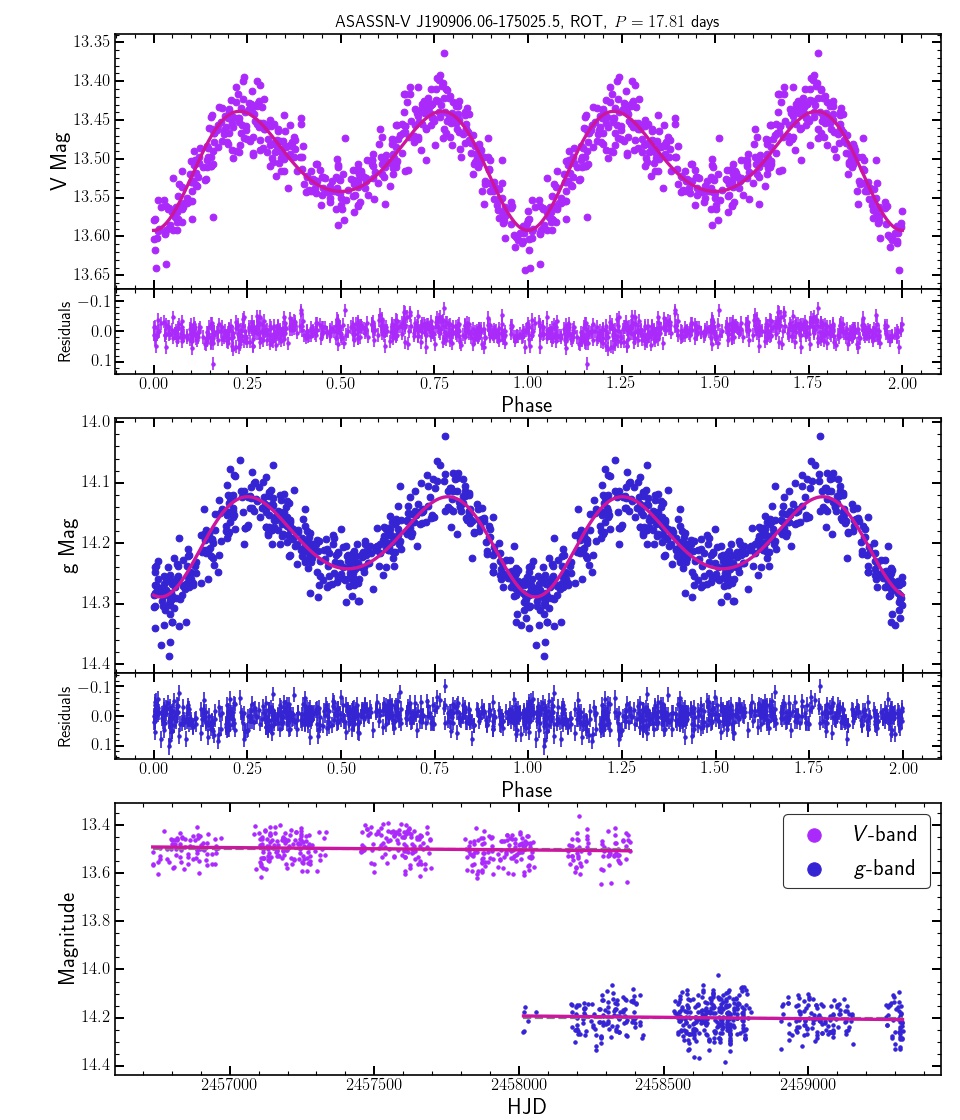 ASASSN-V J190906.06-175025.5, ROT, P = 17.81 days
V Mag
13.35
13.40
13.45
13.50
13.55
13.60
13.65
Residuals
−0.1
0.0
0.1
0.00 0.25 0.50 0.75 1.00 1.25 1.50 1.75 2.00
Phase
g Mag
14.0
14.1
14.2
14.3
14.4
Residuals
−0.1
0.0
0.1
0.00 0.25 0.50 0.75 1.00 1.25 1.50 1.75 2.00
Phase
Magnitude
13.4
13.6
13.8
14.0
14.2
14.4
V-band
g-band
2457000 2457500 2458000 2458500 2459000
HJD